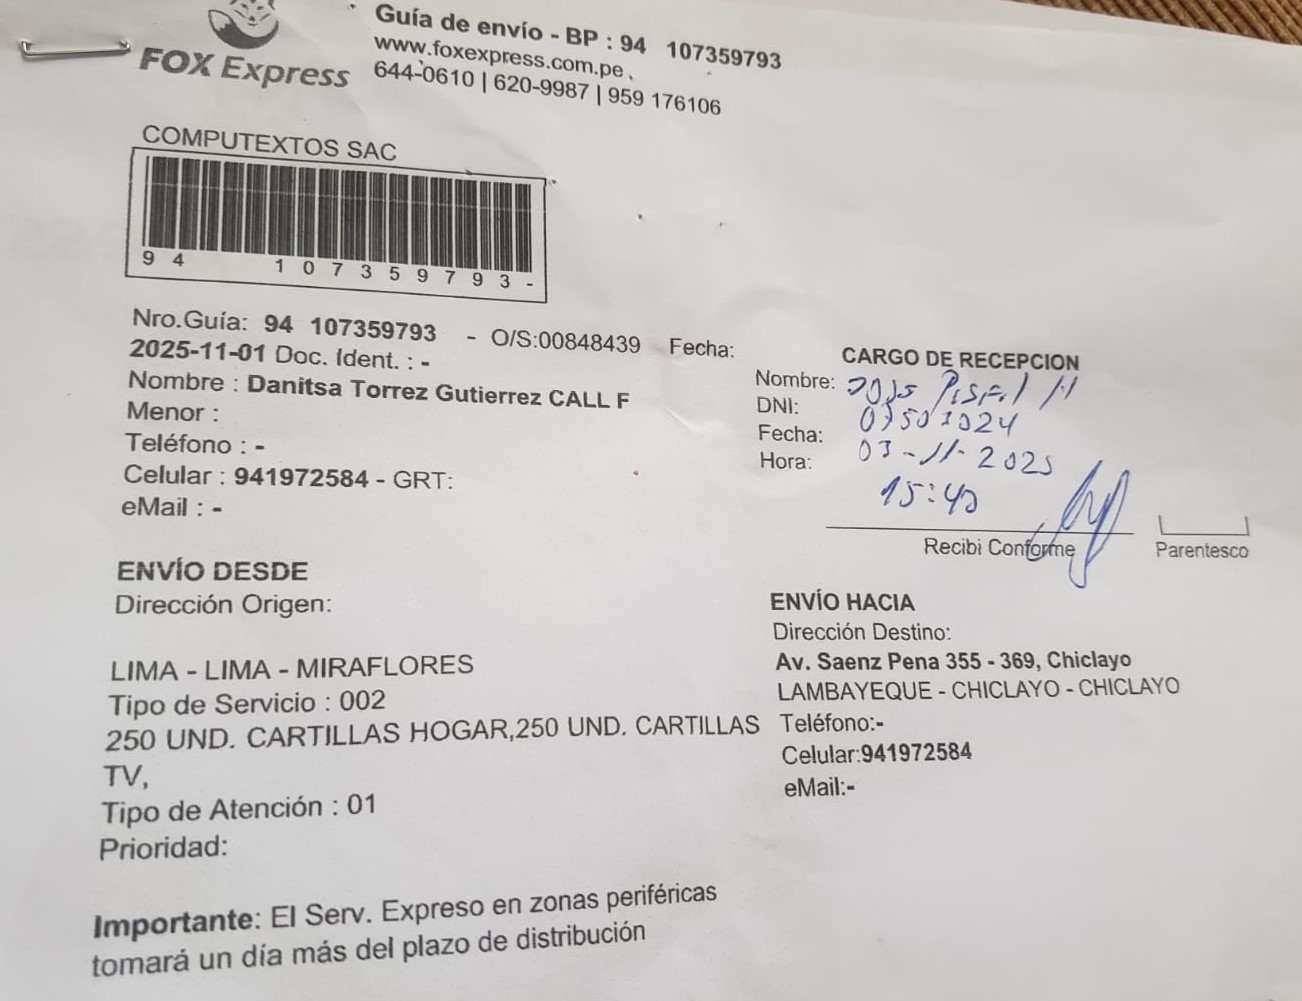 FOX Express
Guía de envío - BP : 94 107359793
www.foxexpress.com.pe
644-0610 | 620-9987 | 959 176106
COMPUTEXTOS SAC
94 107359793-
Nro.Guía: 94 107359793 - O/S:00848439 Fecha:
2025-11-01 Doc. Ident. : -
Nombre : Danitsa Torrez Gutierrez CALL F
Menor :
Teléfono : -
Celular : 941972584 - GRT:
eMail : -
CARGO DE RECEPCION
Nombre:
DNI:
Fecha: 03-11-2025
Hora: 15:40
Recibi Conforme
Parentesco
ENVÍO DESDE
Dirección Origen:
LIMA - LIMA - MIRAFLORES
Tipo de Servicio : 002
250 UND. CARTILLAS HOGAR,250 UND. CARTILLAS
TV,
Tipo de Atención : 01
Prioridad:
ENVÍO HACIA
Dirección Destino:
Av. Saenz Pena 355 - 369, Chiclayo
LAMBAYEQUE - CHICLAYO - CHICLAYO
Teléfono:-
Celular:941972584
eMail:-
Importante: El Serv. Expreso en zonas periféricas
tomará un día más del plazo de distribución